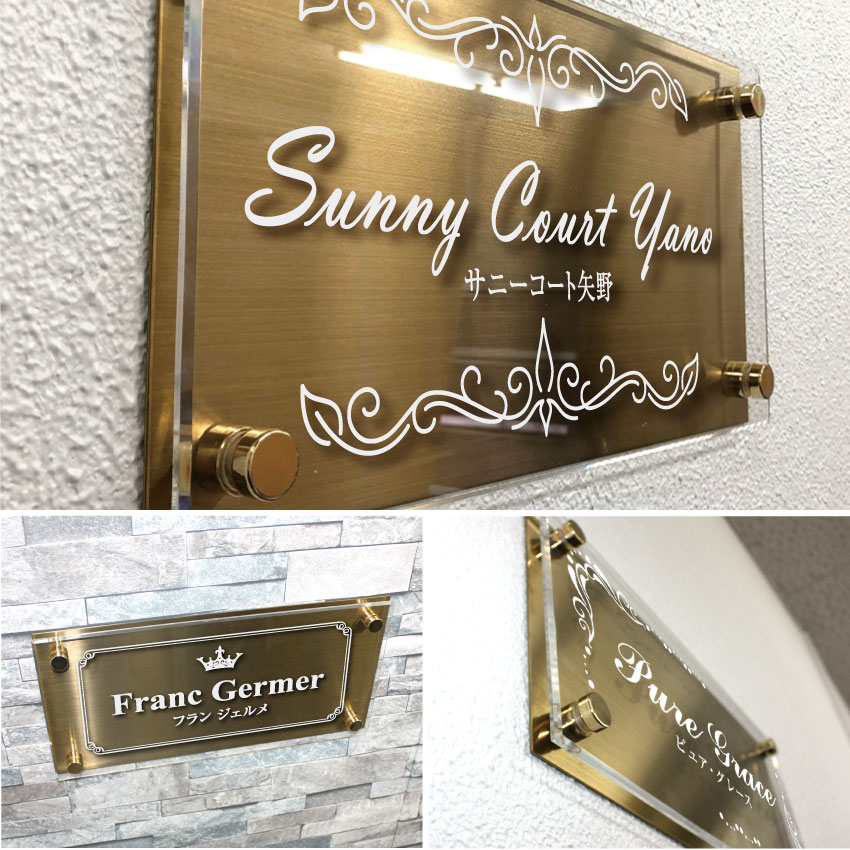 Sunny Court Yano
サニーコート矢野
Franc Germer
フラン ジェルメ
Pure Grace
ピュア・グレース